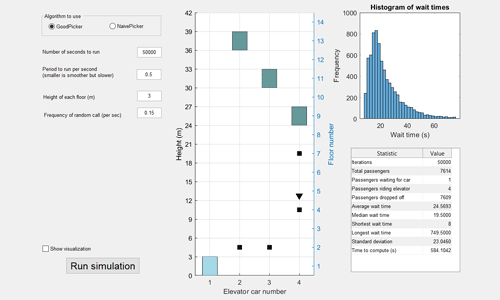 Algorithm to use
GoodPicker NaivePicker
Number of seconds to run 50000
Period to run per second
(smaller is smoother but slower) 0.5
Height of each floor (m) 3
Frequency of random call (per sec) 0.15
Show visualization
Run simulation
Height (m)
42
39
36
33
30
27
24
21
18
15
12
9
6
3
0
1 2 3 4
Elevator car number
14
13
12
11
10
9
8
7
6
5
4
3
2
1
Floor number
Histogram of wait times
Frequency
1000
800
600
400
200
0
20 40 60
Wait time (s)
Statistic Value
Iterations 50000
Total passengers 7614
Passengers waiting for car 1
Passengers riding elevator 4
Passengers dropped off 7609
Average wait time 24.5693
Median wait time 19.5000
Shortest wait time 8
Longest wait time 749.5000
Standard deviation 23.0460
Time to compute (s) 584.1042